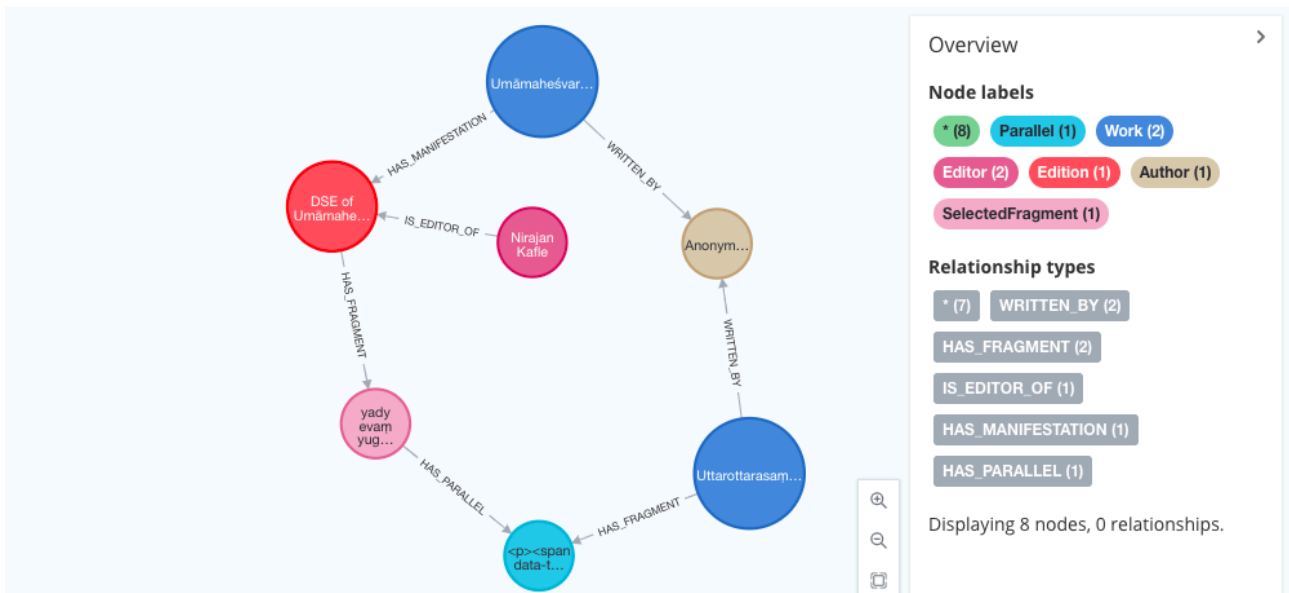 Umāmaheśvar...
HAS_MANIFESTATION
WRITTEN_BY
DSE of
Umāmahe...
IS_EDITOR_OF
Nirajan
Kafle
Anonym...
HAS_FRAGMENT
WRITTEN_BY
yady
evaṃ
yug...
HAS_PARALLEL
Uttarottarasaṃ...
HAS_FRAGMENT
<p><span
data-t...
Overview
Node labels
* (8) Parallel (1) Work (2)
Editor (2) Edition (1) Author (1)
SelectedFragment (1)
Relationship types
* (7) WRITTEN_BY (2)
HAS_FRAGMENT (2)
IS_EDITOR_OF (1)
HAS_MANIFESTATION (1)
HAS_PARALLEL (1)
Displaying 8 nodes, 0 relationships.